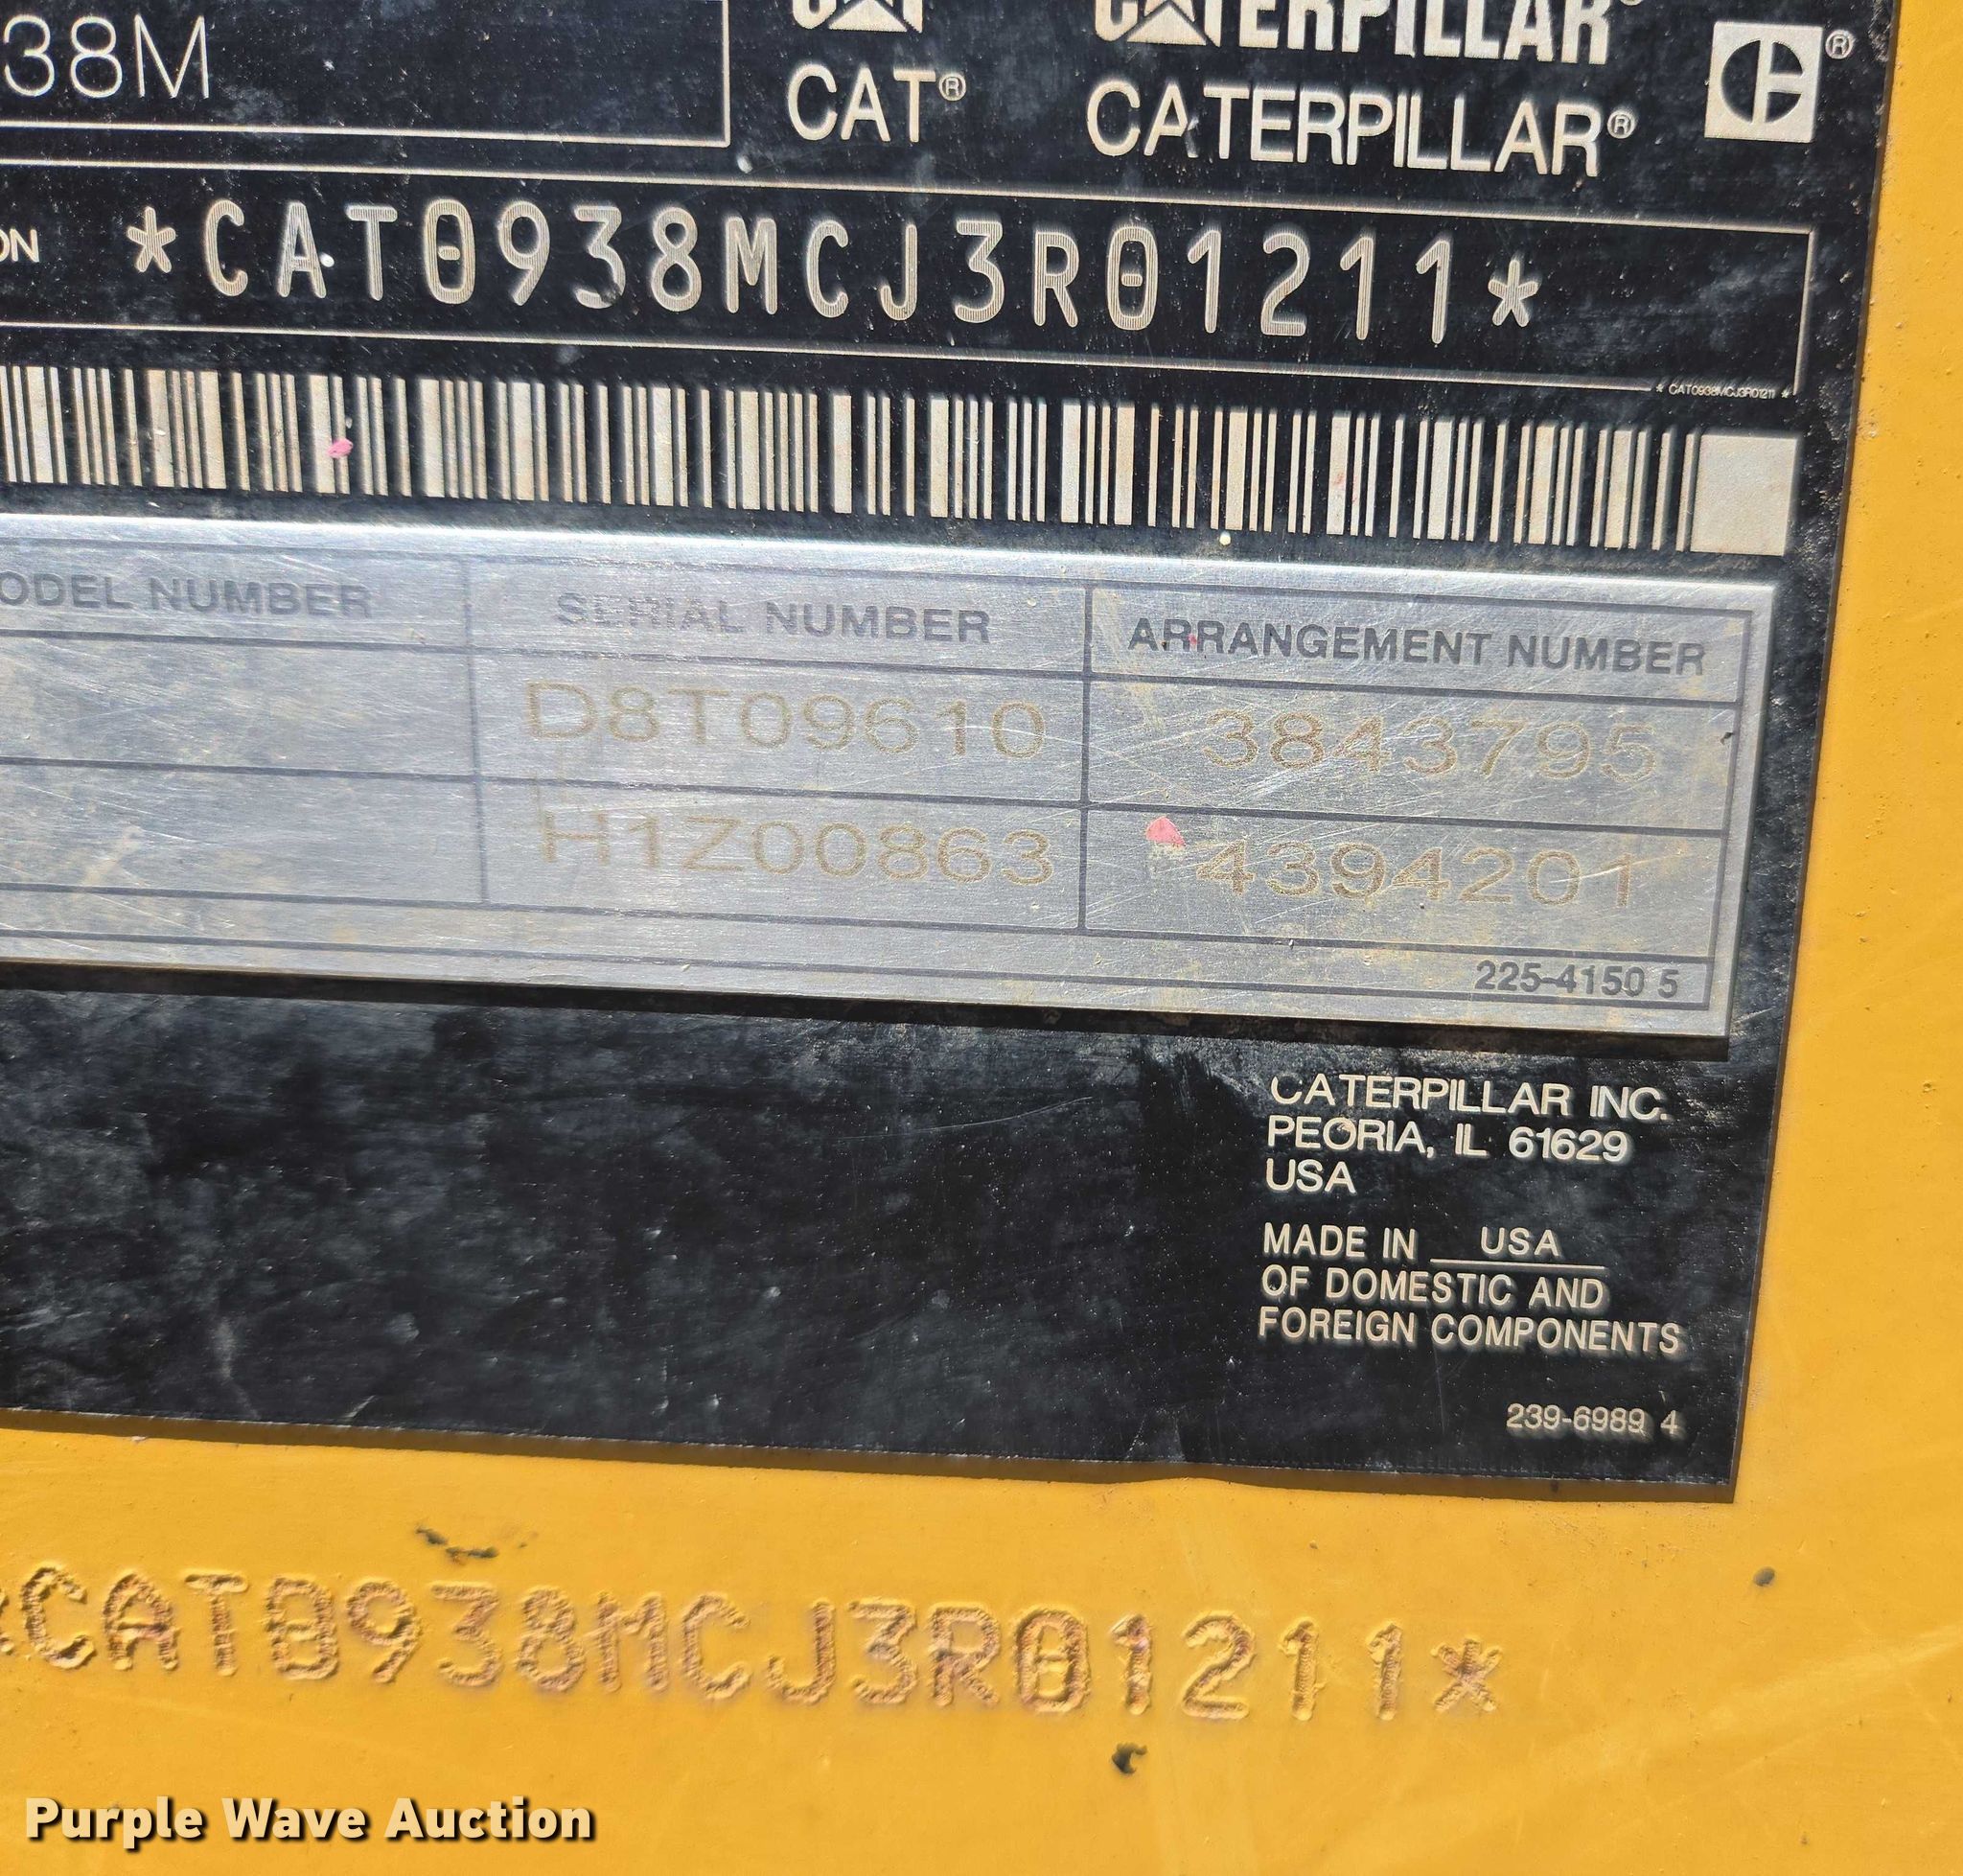 38M
CAT CATERPILLAR®
CAT® CATERPILLAR® ®
ON *CAT0938MCJ3R01211*
* CAT0938MCJ3R01211 *
ODEL NUMBER SERIAL NUMBER ARRANGEMENT NUMBER
D8T09610 3843795
H1Z00863 4394201
225-4150 5
CATERPILLAR INC.
PEORIA, IL 61629
USA
MADE IN USA
OF DOMESTIC AND
FOREIGN COMPONENTS
239-6989 4
*CAT0938MCJ3R01211*
Purple Wave Auction